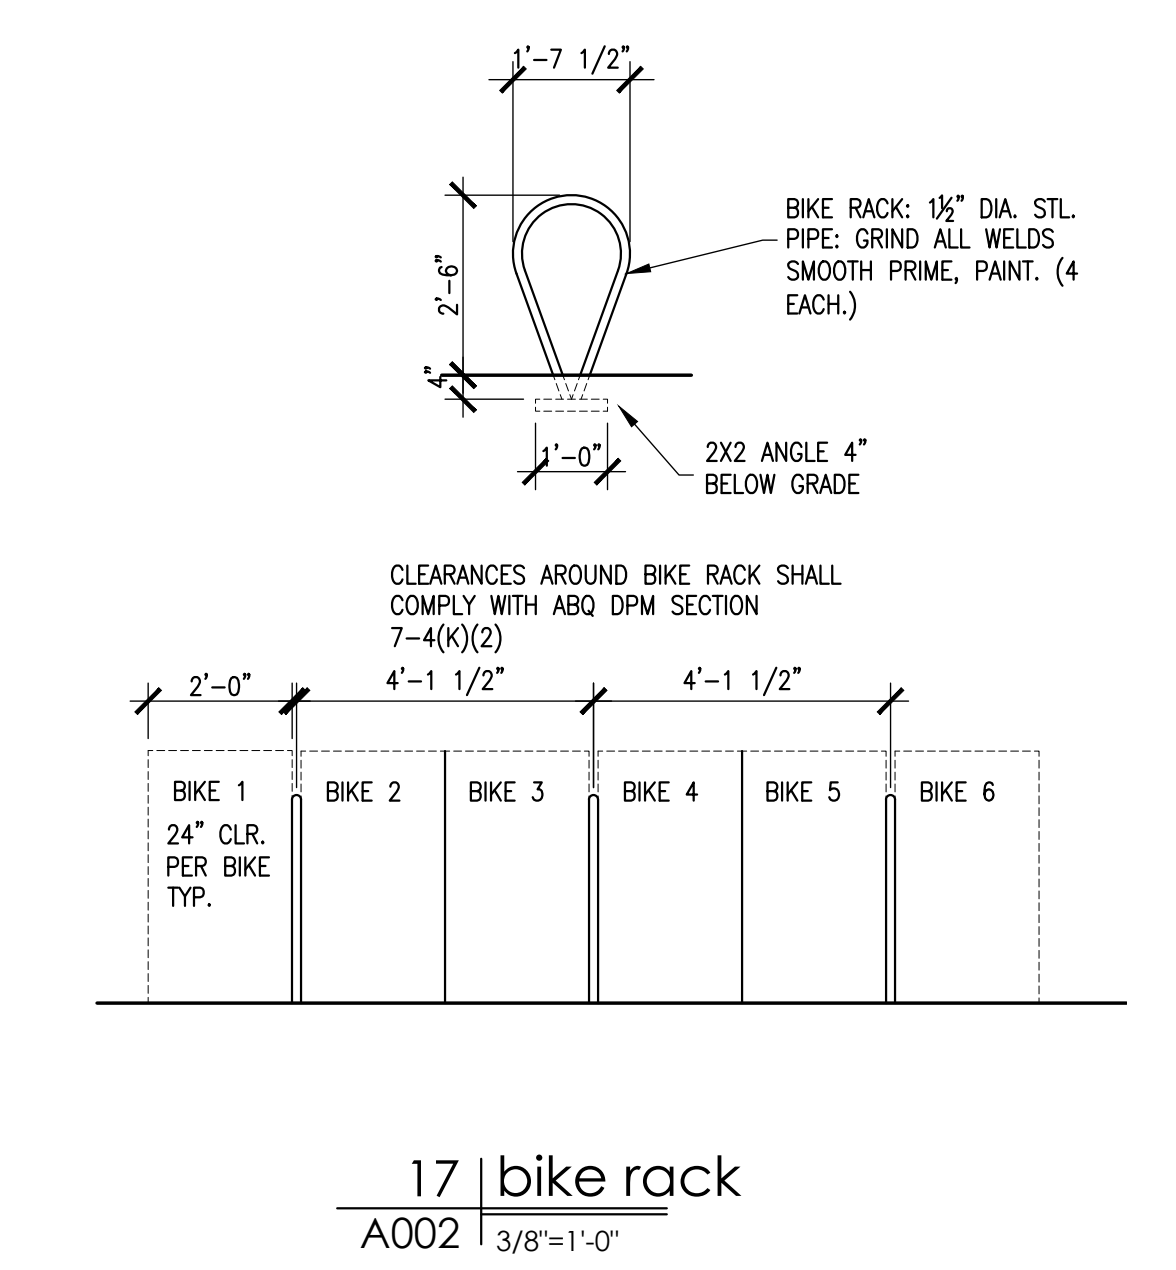 1'-7 1/2"
BIKE RACK: 1½" DIA. STL.
PIPE: GRIND ALL WELDS
SMOOTH PRIME, PAINT. (4
EACH.)
2'-6"
4"
1'-0"
2X2 ANGLE 4"
BELOW GRADE
CLEARANCES AROUND BIKE RACK SHALL
COMPLY WITH ABQ DPM SECTION
7-4(K)(2)
2'-0" 4'-1 1/2" 4'-1 1/2"
BIKE 1 BIKE 2 BIKE 3 BIKE 4 BIKE 5 BIKE 6
24" CLR.
PER BIKE
TYP.
17 bike rack
A002 3/8"=1'-0"